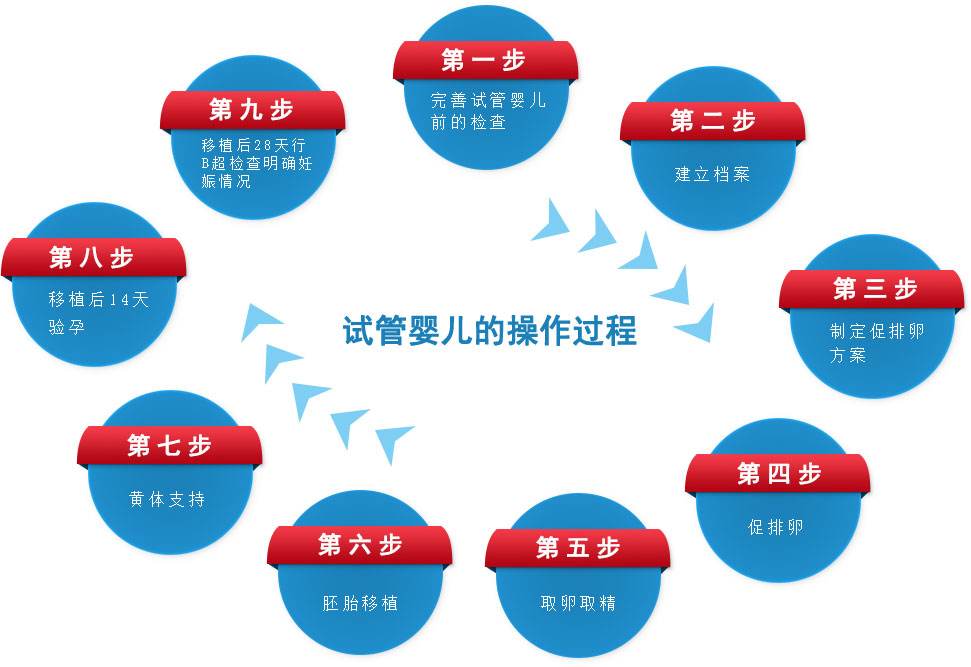 第一步
完善试管婴儿
前的检查
第二步
建立档案
第三步
制定促排卵
方案
第四步
促排卵
第五步
取卵取精
第六步
胚胎移植
第七步
黄体支持
第八步
移植后14天
验孕
第九步
移植后28天行
B超检查明确妊
娠情况
试管婴儿的操作过程